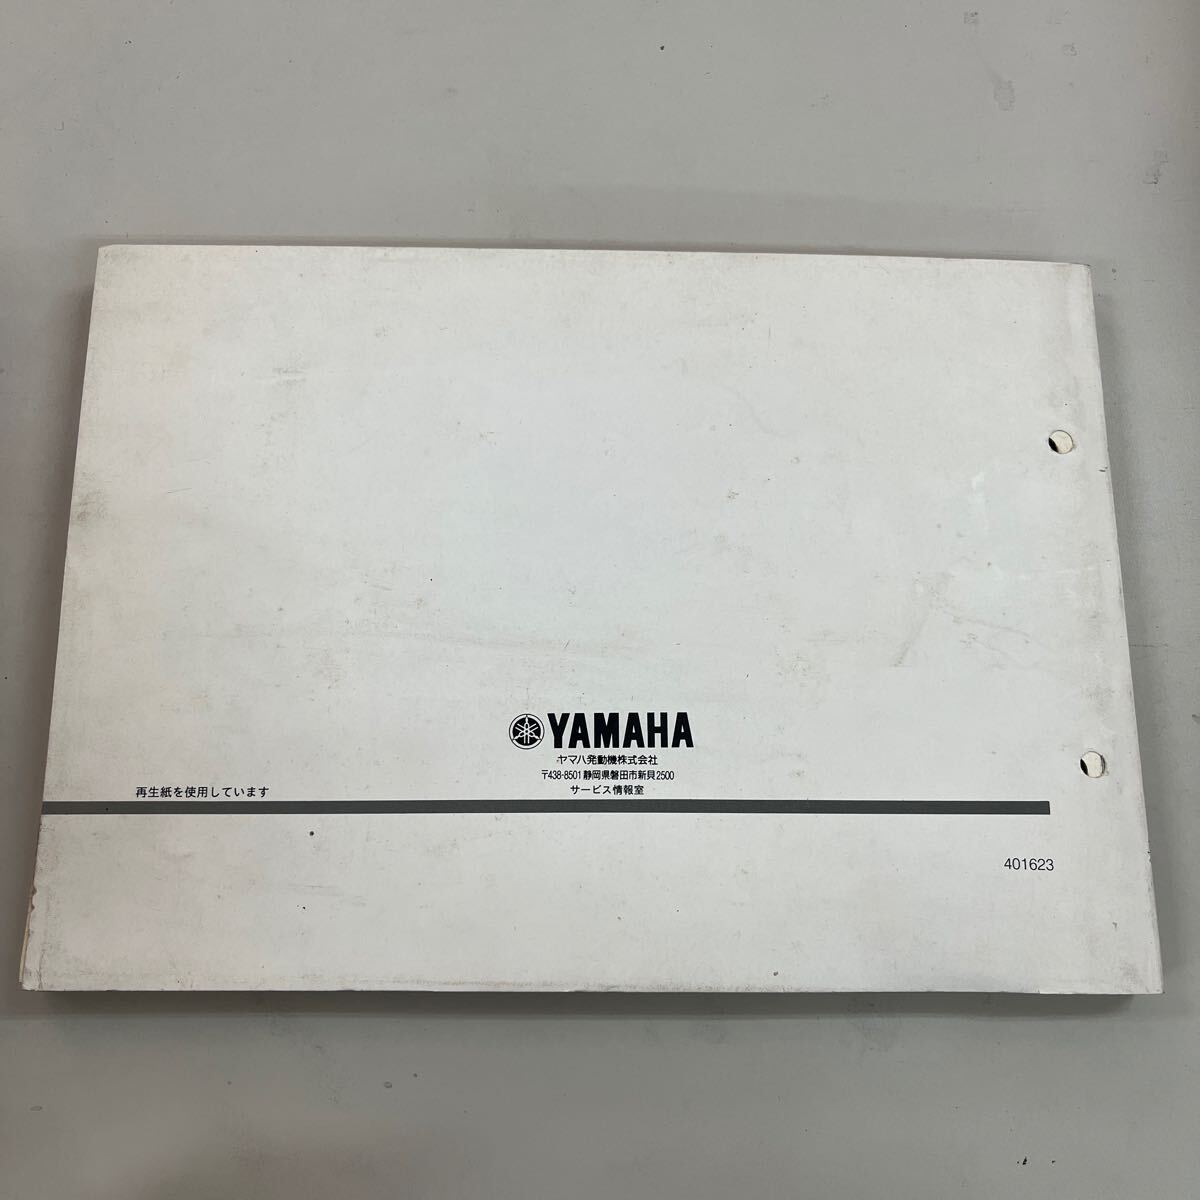 YAMAHA
ヤマハ発動機株式会社
〒438-8501 静岡県磐田市新貝2500
サービス情報室
再生紙を使用しています
401623